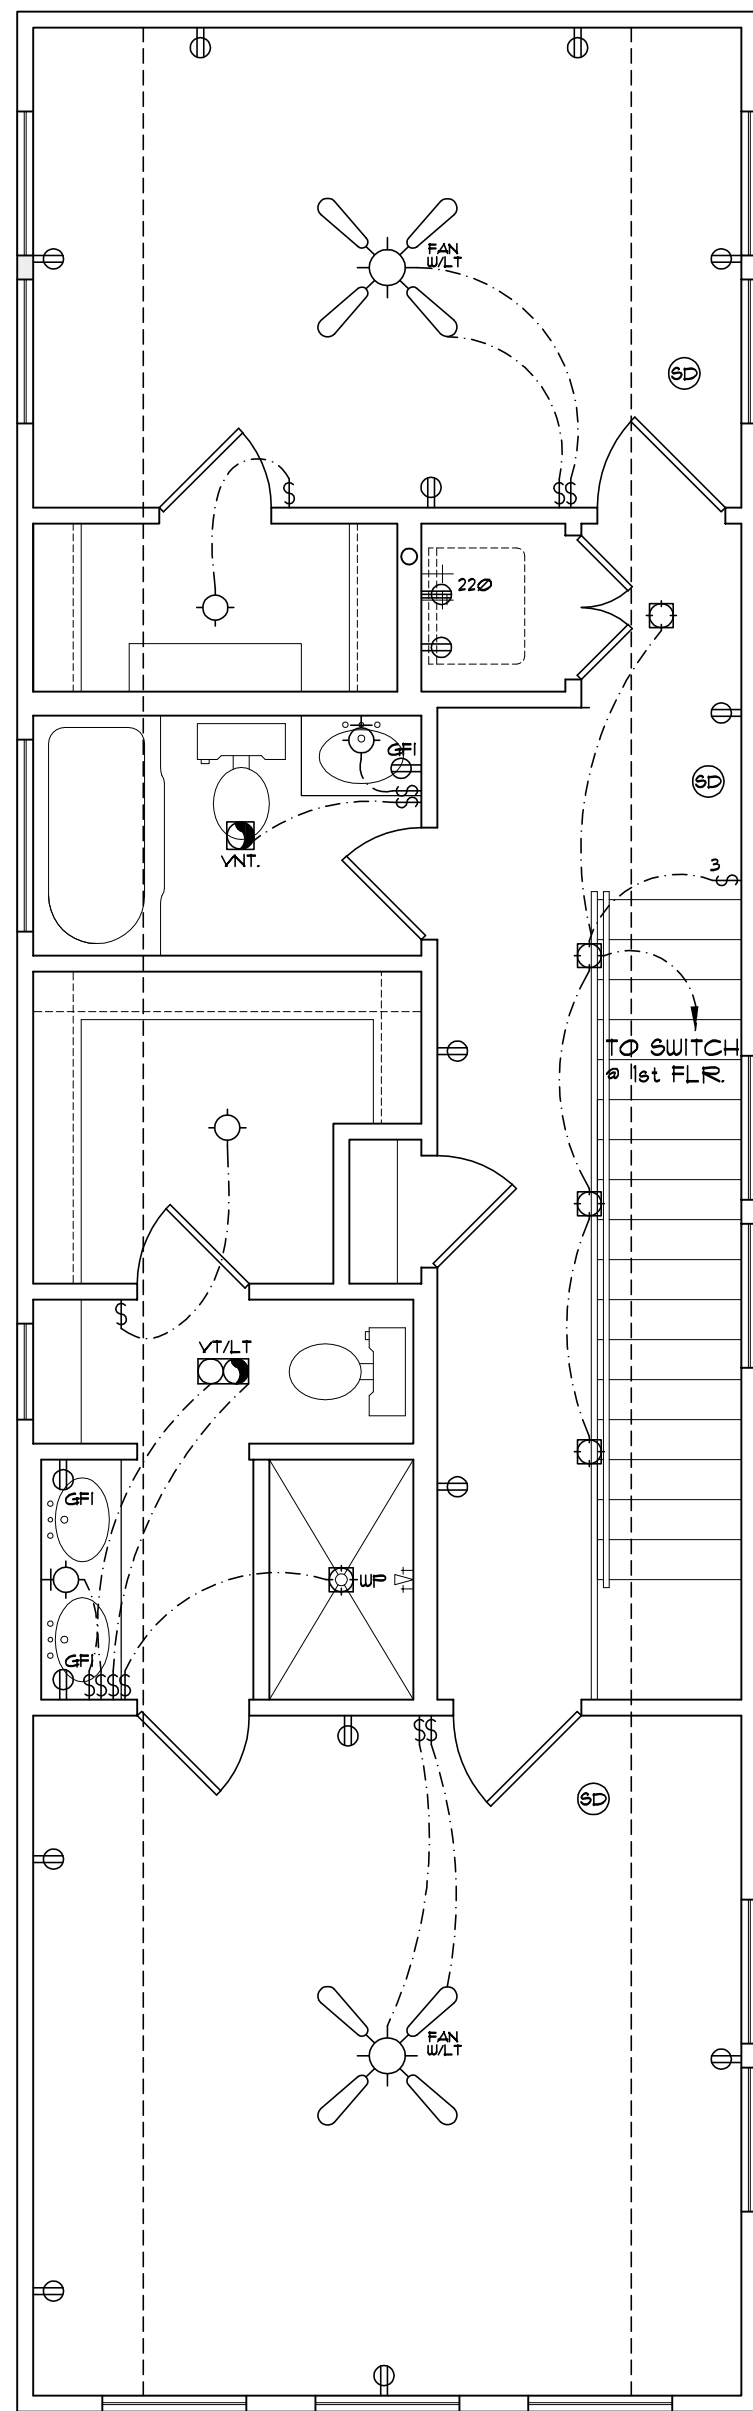 FAN
W/LT
SD
$
$$
22Ø
GFI
$
$
VNT.
SD
3
$
TO SWITCH
@ 1st FLR.
$
VT/LT
GFI
WP
GFI
$$$$
$$
SD
FAN
W/LT